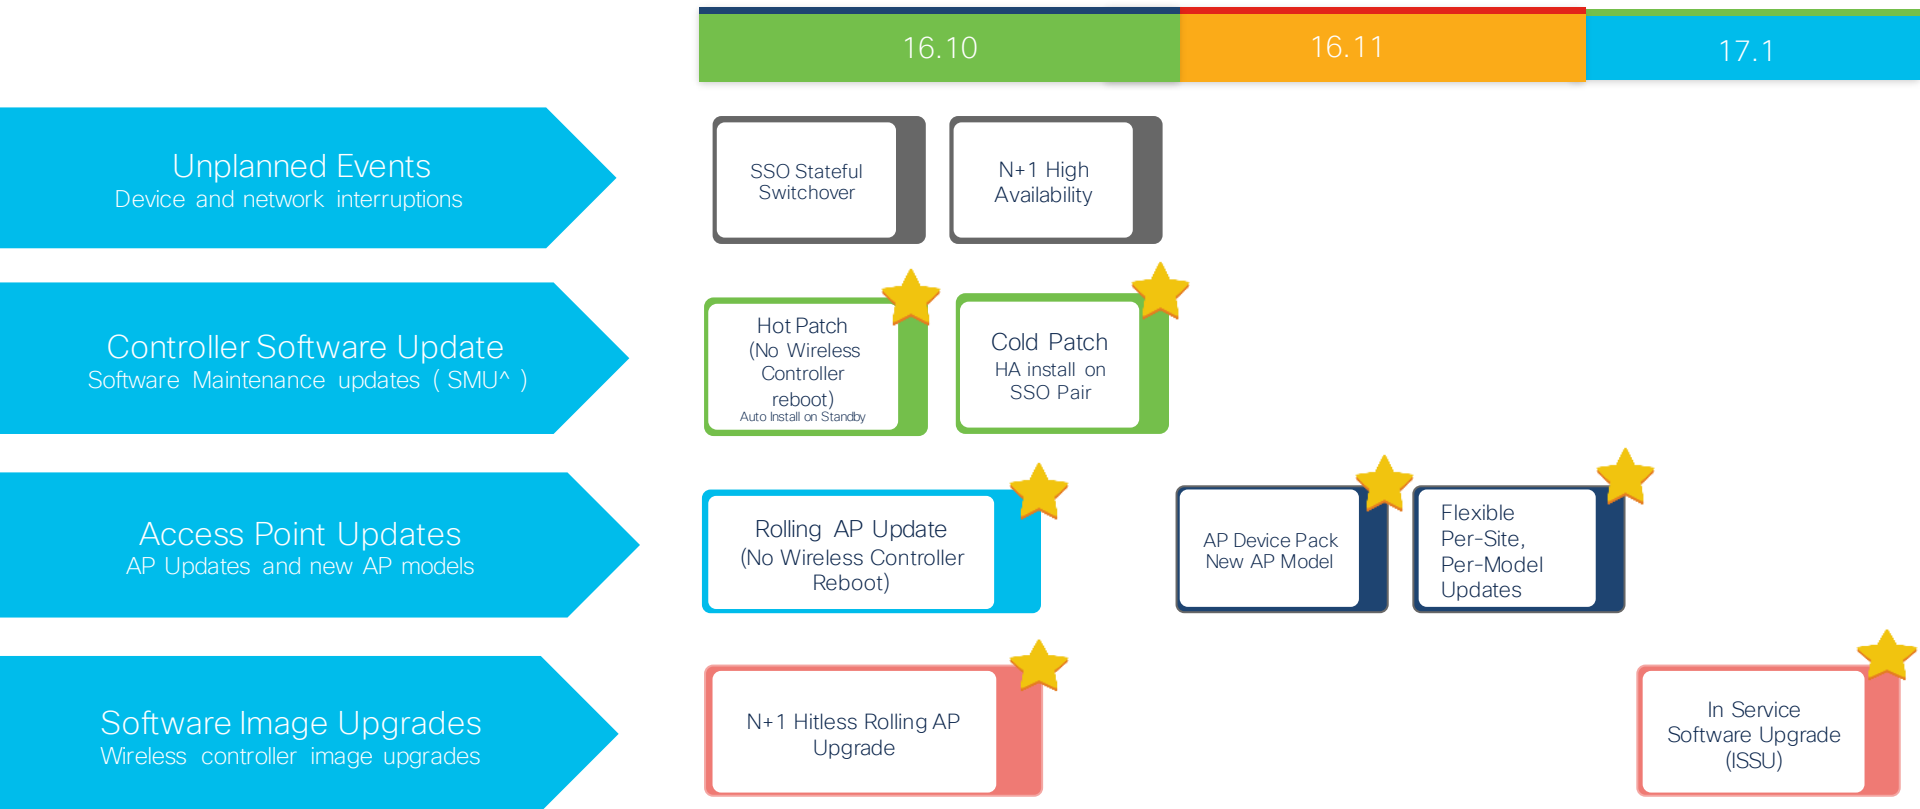 16.10
16.11
17.1
Unplanned Events
Device and network interruptions
SSO Stateful
Switchover
N+1 High
Availability
Controller Software Update
Software Maintenance updates ( SMU^ )
Hot Patch
(No Wireless
Controller
reboot)
Auto Install on Standby
Cold Patch
HA install on
SSO Pair
Access Point Updates
AP Updates and new AP models
Rolling AP Update
(No Wireless Controller
Reboot)
AP Device Pack
New AP Model
Flexible
Per-Site,
Per-Model
Updates
Software Image Upgrades
Wireless controller image upgrades
N+1 Hitless Rolling AP
Upgrade
In Service
Software Upgrade
(ISSU)